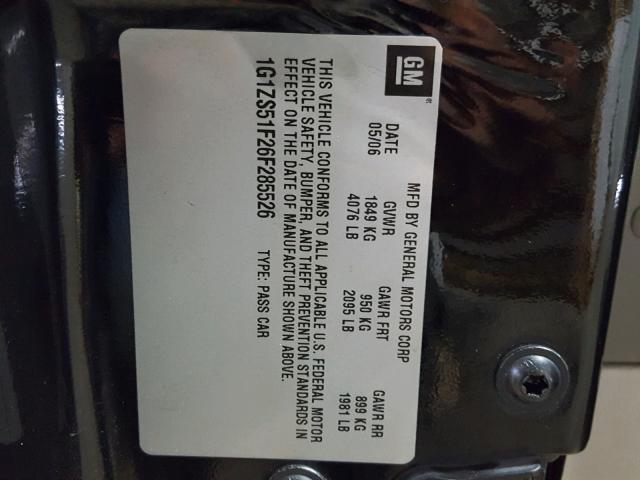 GM
MFD BY GENERAL MOTORS CORP
DATE GVWR GAWR FRT GAWR RR
05/06 1849 KG 950 KG 899 KG
4076 LB 2095 LB 1981 LB
THIS VEHICLE CONFORMS TO ALL APPLICABLE U.S. FEDERAL MOTOR
VEHICLE SAFETY, BUMPER, AND THEFT PREVENTION STANDARDS IN
EFFECT ON THE DATE OF MANUFACTURE SHOWN ABOVE.
1G1ZS51F26F285526 TYPE: PASS CAR